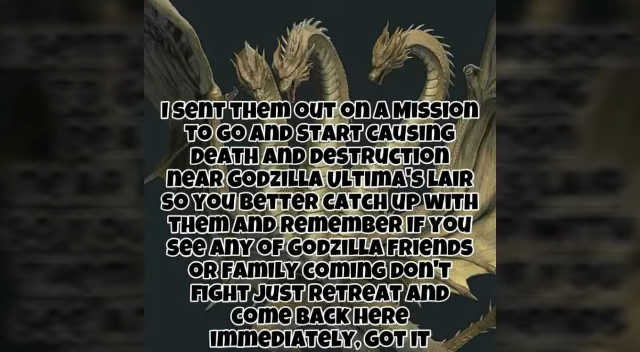 I sent them out on a mission
to go and start causing
death and destruction
near Godzilla Ultima's lair
so you better catch up with
them and remember if you
see any of Godzilla friends
or family coming don't
fight just retreat and
come back here
immediately, got it